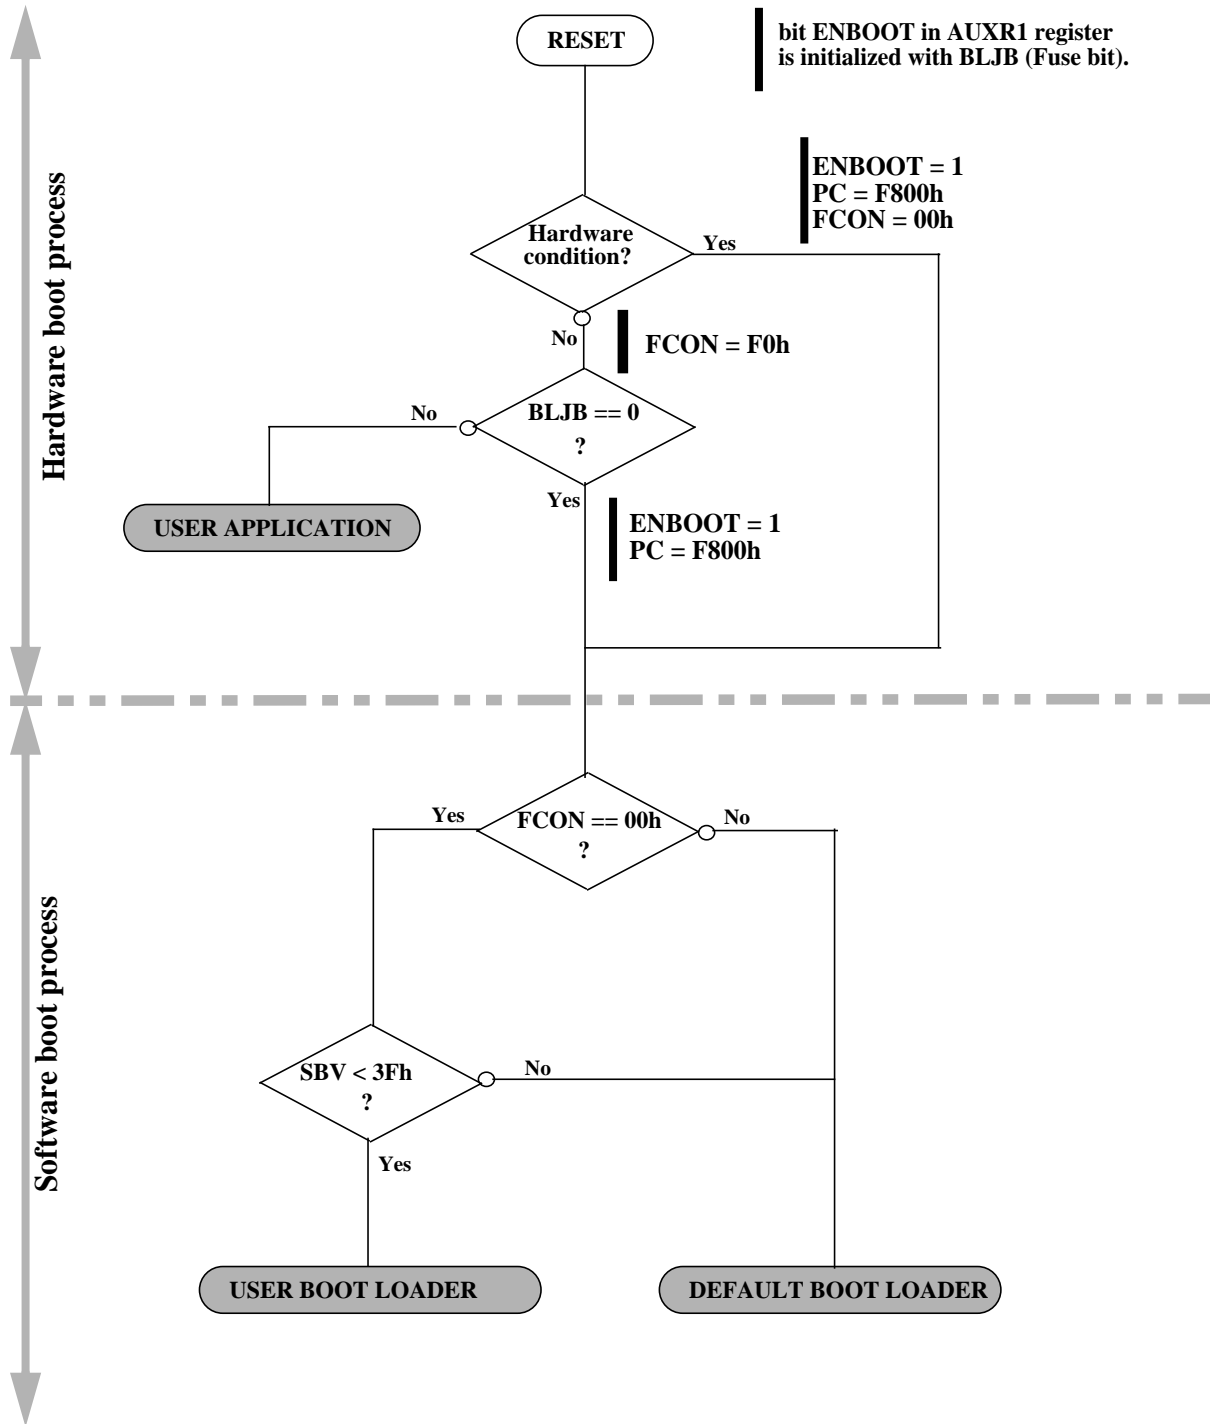 RESET
bit ENBOOT in AUXR1 register
is initialized with BLJB (Fuse bit).
ENBOOT = 1
PC = F800h
FCON = 00h
Hardware
condition?
Yes
No
FCON = F0h
Hardware boot process
No
BLJB == 0
?
Yes
USER APPLICATION
ENBOOT = 1
PC = F800h
Yes
FCON == 00h
?
No
Software boot process
SBV < 3Fh
?
No
Yes
USER BOOT LOADER
DEFAULT BOOT LOADER